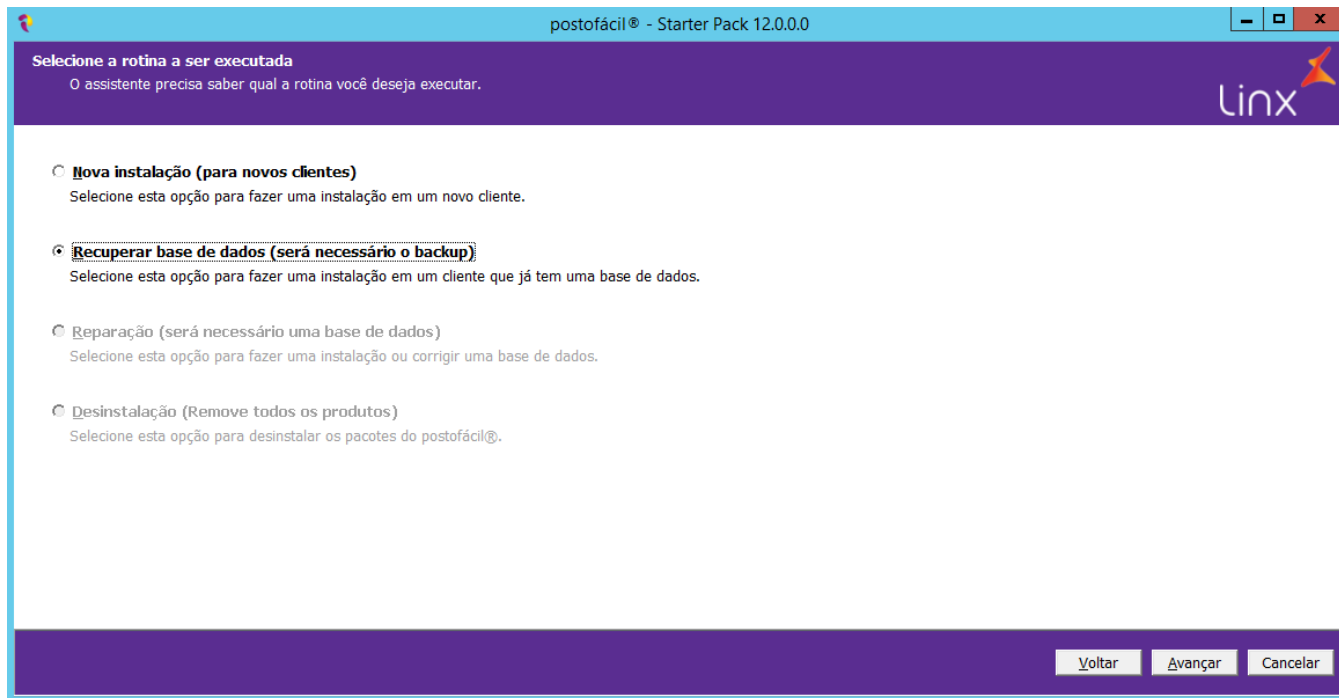 postofácil® - Starter Pack 12.0.0.0
Selecione a rotina a ser executada
O assistente precisa saber qual a rotina você deseja executar.
Linx
Nova instalação (para novos clientes)
Selecione esta opção para fazer uma instalação em um novo cliente.
Recuperar base de dados (será necessário o backup)
Selecione esta opção para fazer uma instalação em um cliente que já tem uma base de dados.
Reparação (será necessário uma base de dados)
Selecione esta opção para fazer uma instalação ou corrigir uma base de dados.
Desinstalação (Remove todos os produtos)
Selecione esta opção para desinstalar os pacotes do postofácil®.
Voltar Avançar Cancelar